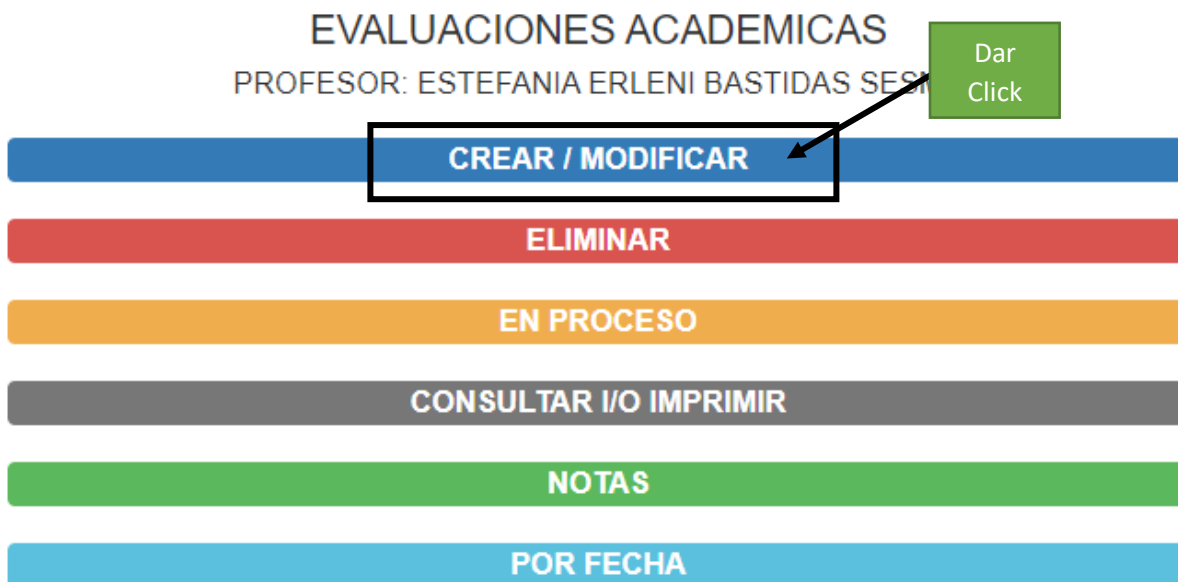 EVALUACIONES ACADEMICAS
PROFESOR: ESTEFANIA ERLENI BASTIDAS
Dar
Click
CREAR / MODIFICAR
ELIMINAR
EN PROCESO
CONSULTAR I/O IMPRIMIR
NOTAS
POR FECHA